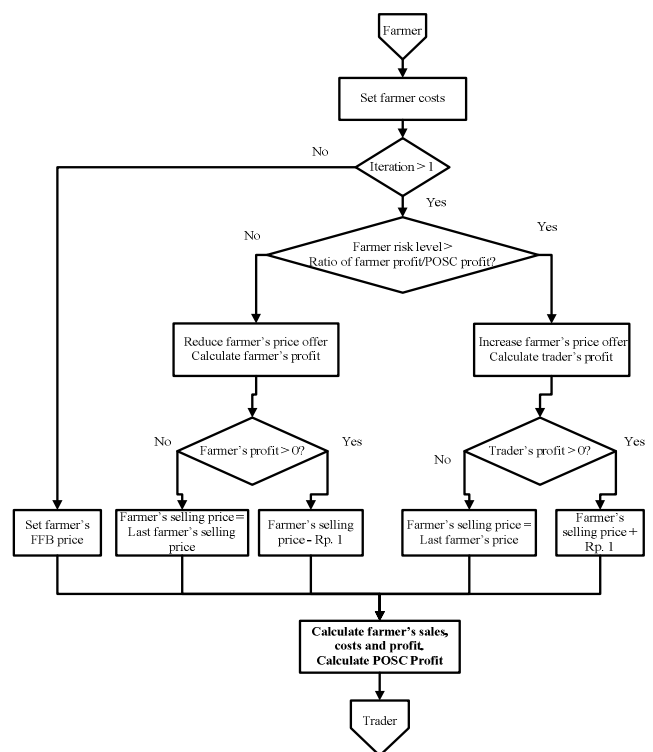 Farmer
Set farmer costs
No
Iteration > 1
Yes
No
Yes
Farmer risk level >
Ratio of farmer profit/POSC profit?
Reduce farmer's price offer
Calculate farmer's profit
Increase farmer's price offer
Calculate trader's profit
No
Farmer's profit > 0?
Yes
No
Trader's profit > 0?
Yes
Set farmer's
FFB price
Farmer's selling price =
Last farmer's selling
price
Farmer's selling
price - Rp. 1
Farmer's selling price =
Last farmer's price
Farmer's
selling price +
Rp. 1
Calculate farmer's sales,
costs and profit.
Calculate POSC Profit
Trader